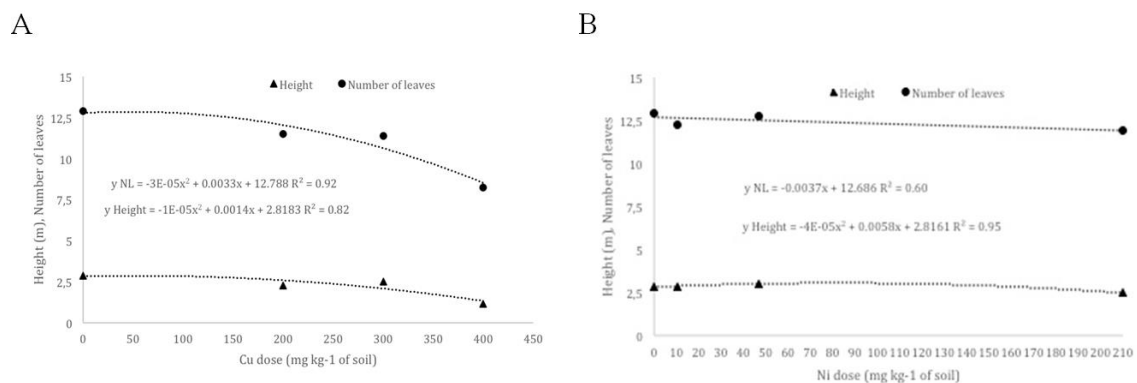 A
Height Number of leaves
15
12,5
10
7,5
5
2,5
0
Height (m), Number of leaves
y NL = -3E-05x² + 0.0033x + 12.788 R² = 0.92
y Height = -1E-05x² + 0.0014x + 2.8183 R² = 0.82
0 50 100 150 200 250 300 350 400 450
Cu dose (mg kg-1 of soil)
B
Height Number of leaves
15
12,5
10
7,5
5
2,5
0
Height (m), Number of leaves
y NL = -0.0037x + 12.686 R² = 0.60
y Height = -4E-05x² + 0.0058x + 2.8161 R² = 0.95
0 10 20 30 40 50 60 70 80 90 100 110 120 130 140 150 160 170 180 190 200 210
Ni dose (mg kg-1 of soil)